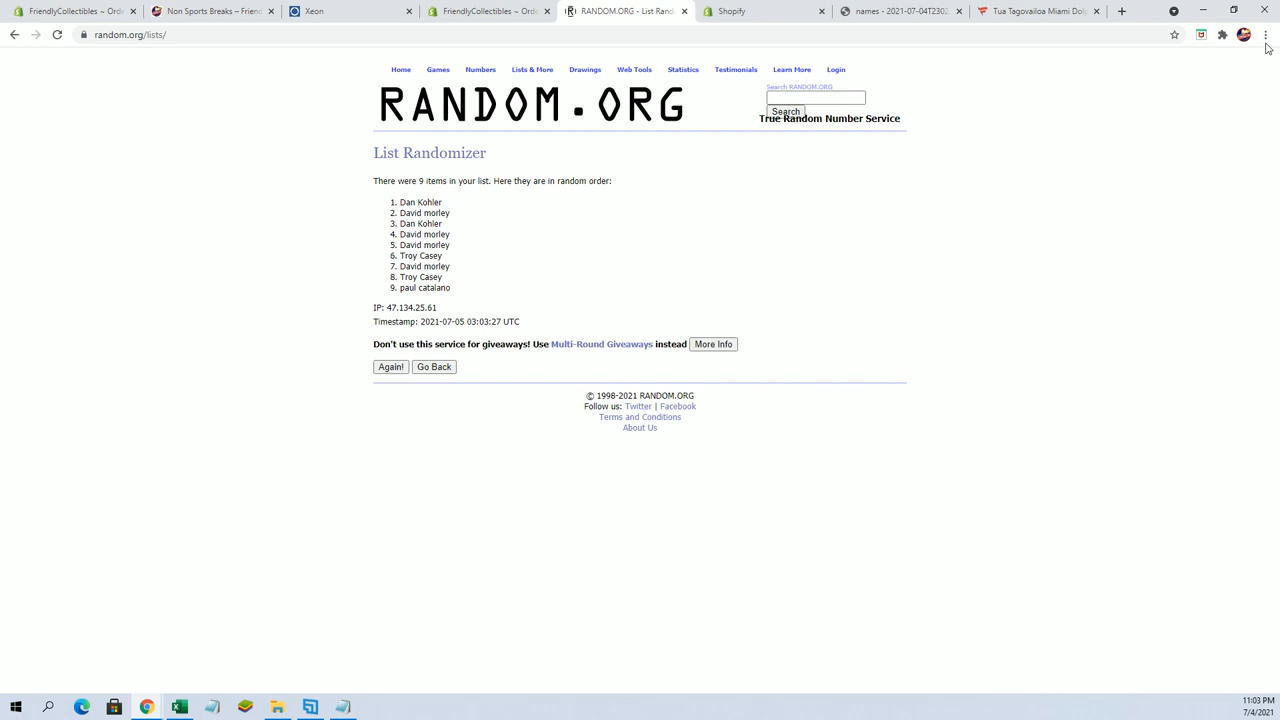 FriendlyCollectibles ~ Orde
Non Sports Breaks – Friend
Xeon
RANDOM.ORG - List Rando
Shopify
names - 2021-07-04T2302
Tua Tagovailoa Miami Dolp
random.org/lists/
Home Games Numbers Lists & More Drawings Web Tools Statistics Testimonials Learn More Login
RANDOM.ORG
Search RANDOM.ORG
Search
True Random Number Service
List Randomizer
There were 9 items in your list. Here they are in random order:
1. Dan Kohler
2. David morley
3. Dan Kohler
4. David morley
5. David morley
6. Troy Casey
7. David morley
8. Troy Casey
9. paul catalano
IP: 47.134.25.61
Timestamp: 2021-07-05 03:03:27 UTC
Don't use this service for giveaways! Use Multi-Round Giveaways instead More Info
Again! Go Back
© 1998-2021 RANDOM.ORG
Follow us: Twitter | Facebook
Terms and Conditions
About Us
11:03 PM
7/4/2021